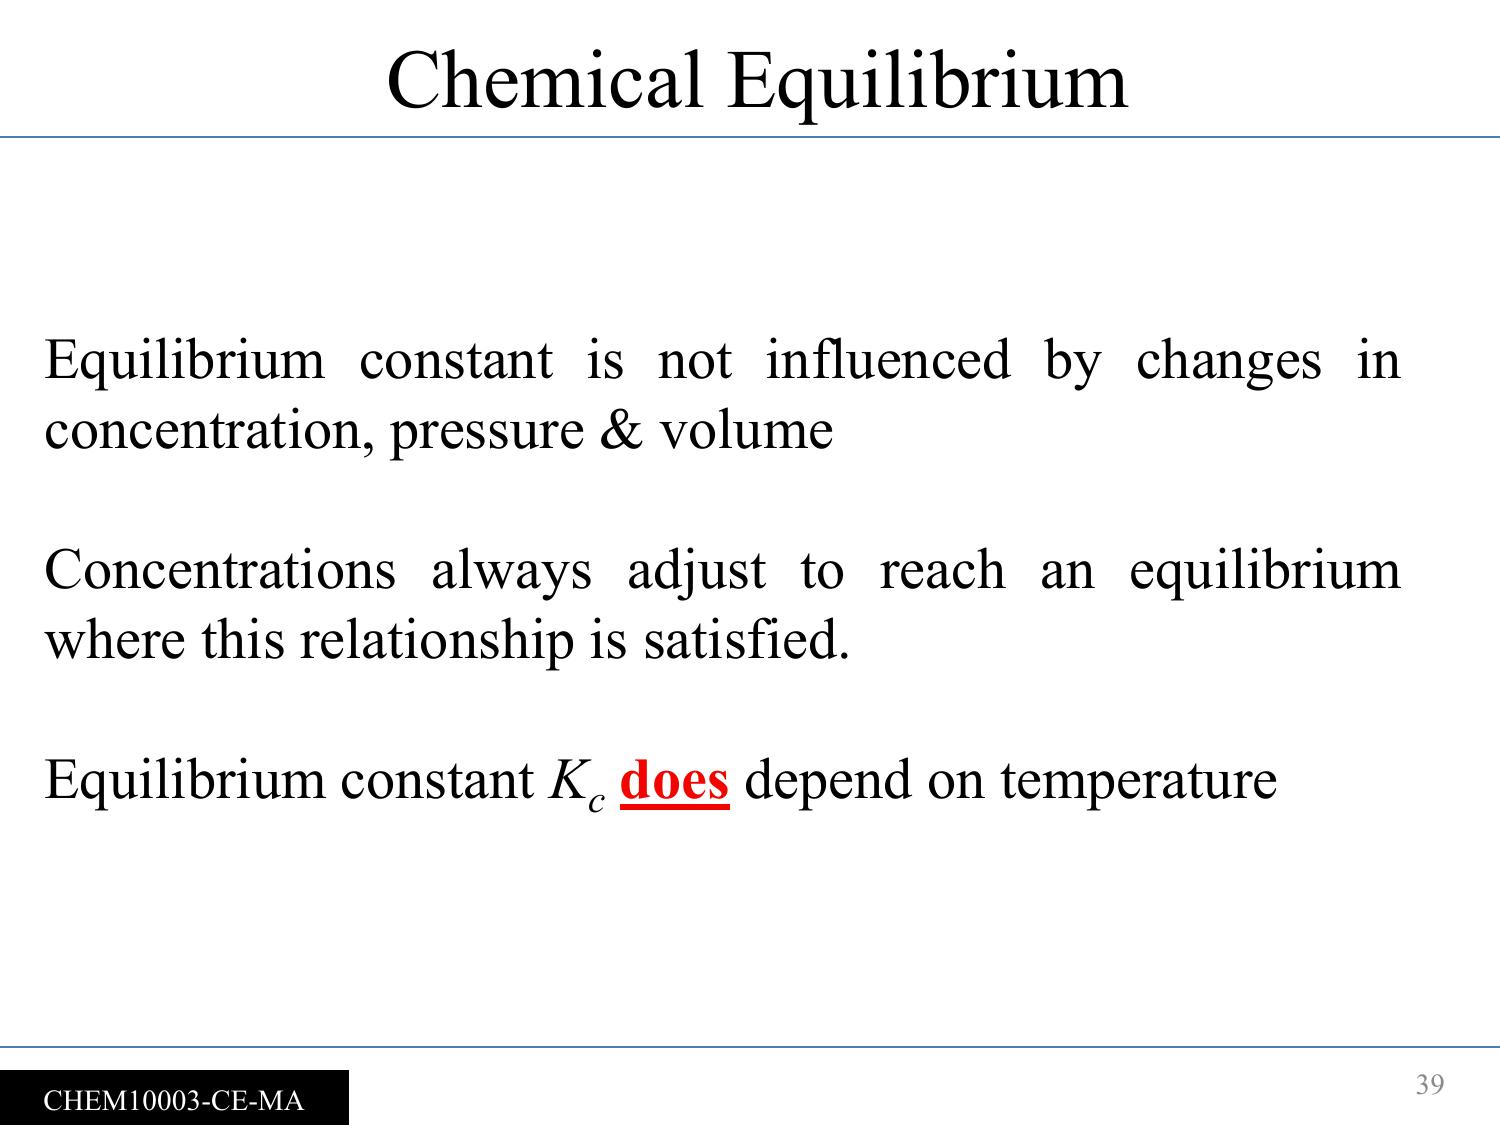 Chemical Equilibrium
Equilibrium constant is not influenced by changes in
concentration, pressure & volume
Concentrations always adjust to reach an equilibrium
where this relationship is satisfied.
Equilibrium constant Kc does depend on temperature
CHEM10003-CE-MA
39